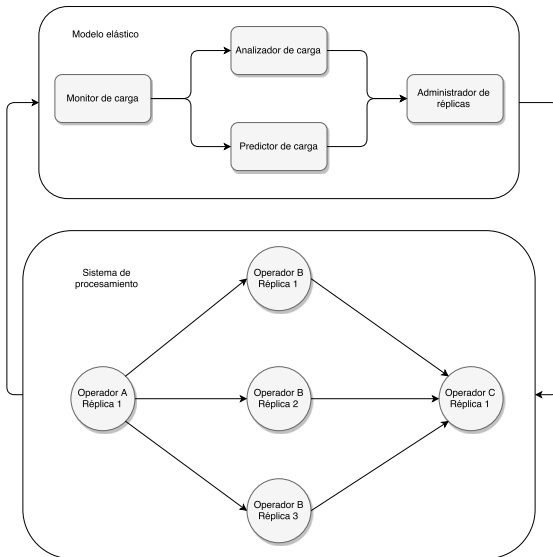 Modelo elástico
Analizador de carga
Monitor de carga
Administrador de
réplicas
Predictor de carga
Sistema de
procesamiento
Operador B
Réplica 1
Operador A
Réplica 1
Operador B
Réplica 2
Operador C
Réplica 1
Operador B
Réplica 3